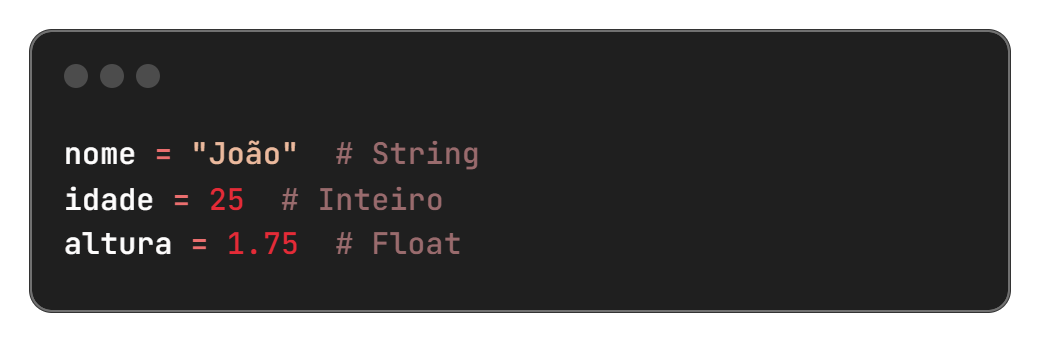 nome = "João"  # String
idade = 25  # Inteiro
altura = 1.75  # Float